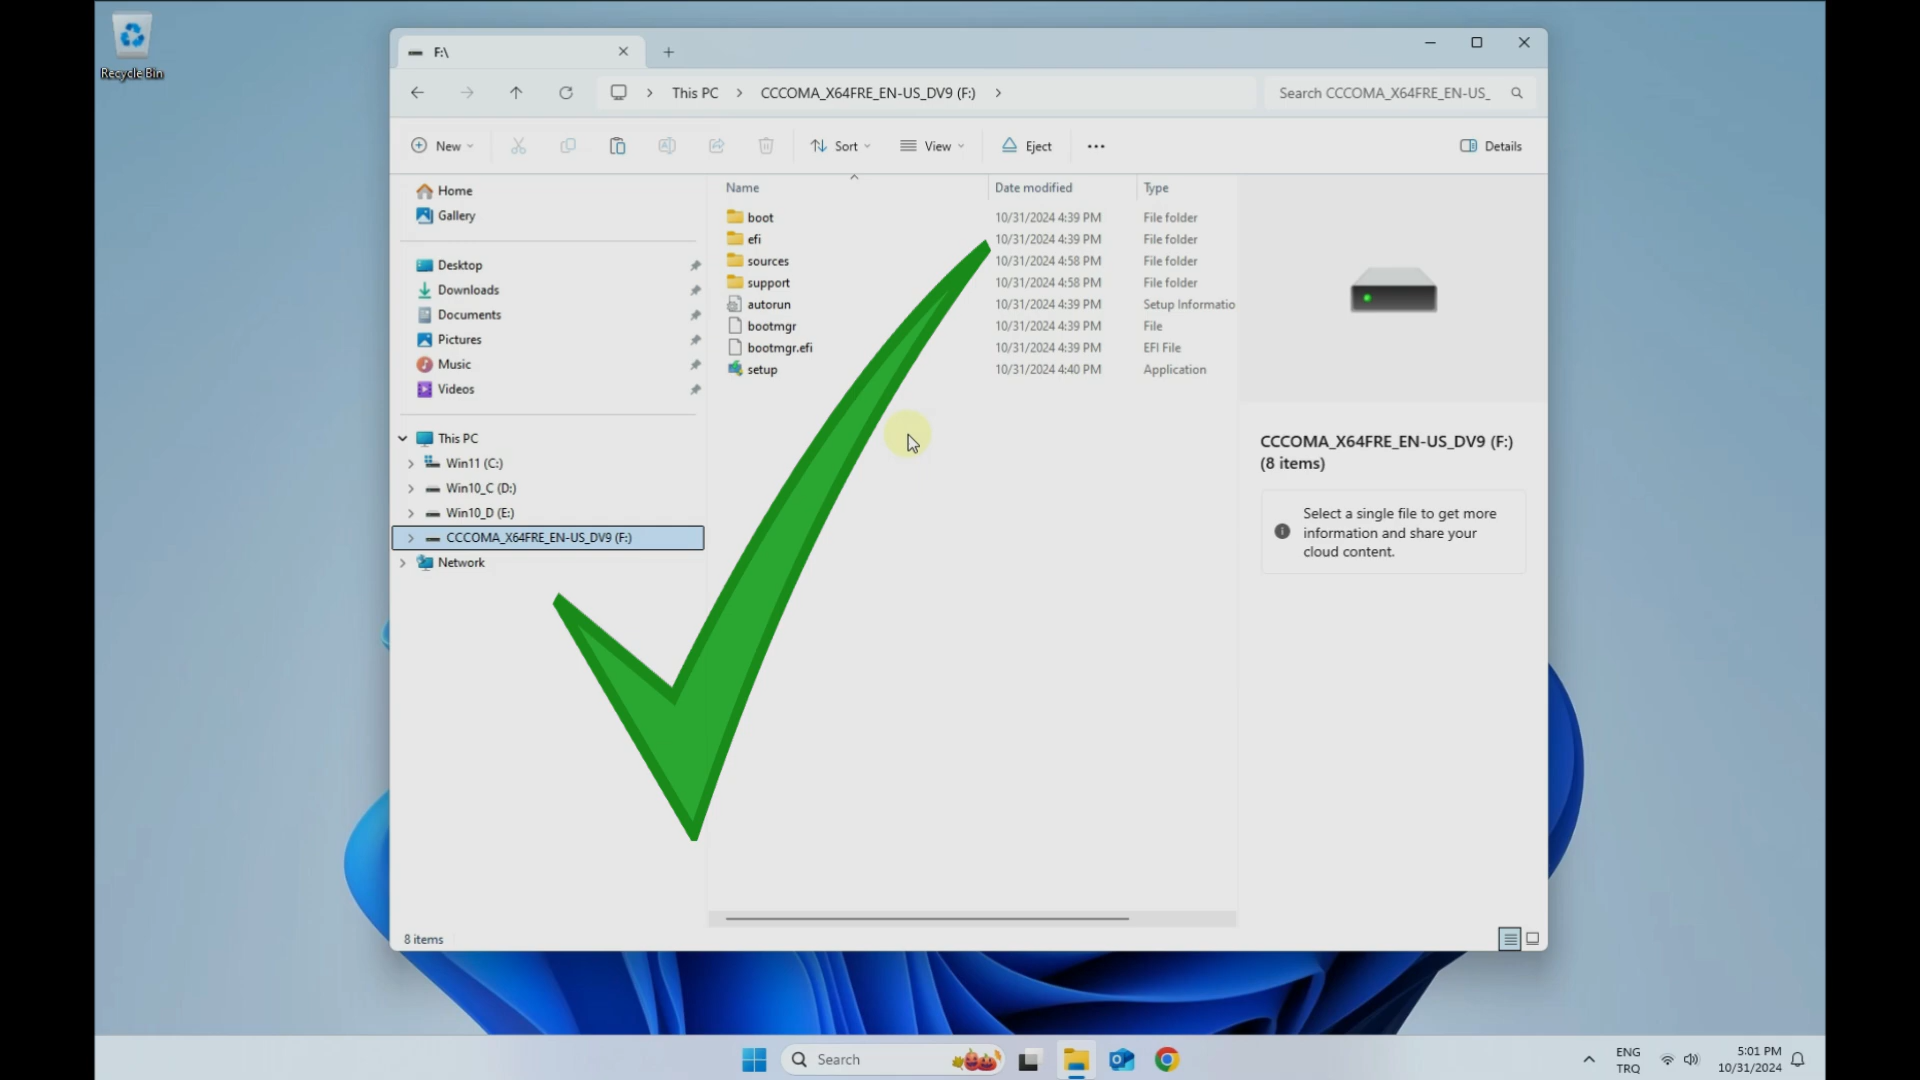 Recycle Bin
F:\
This PC
CCCOMA_X64FRE_EN-US_DV9 (F:)
Search CCCOMA_X64FRE_EN-US_
New
Sort
View
Eject
Details
Home
Gallery
Desktop
Downloads
Documents
Pictures
Music
Videos
This PC
Win11 (C:)
Win10_C (D:)
Win10_D (E:)
CCCOMA_X64FRE_EN-US_DV9 (F:)
Network
Name Date modified Type
boot 10/31/2024 4:39 PM File folder
efi 10/31/2024 4:39 PM File folder
sources 10/31/2024 4:58 PM File folder
support 10/31/2024 4:58 PM File folder
autorun 10/31/2024 4:39 PM Setup Informatio
bootmgr 10/31/2024 4:39 PM File
bootmgr.efi 10/31/2024 4:39 PM EFI File
setup 10/31/2024 4:40 PM Application
CCCOMA_X64FRE_EN-US_DV9 (F:)
(8 items)
Select a single file to get more
information and share your
cloud content.
8 items
Search
ENG
TRQ
5:01 PM
10/31/2024